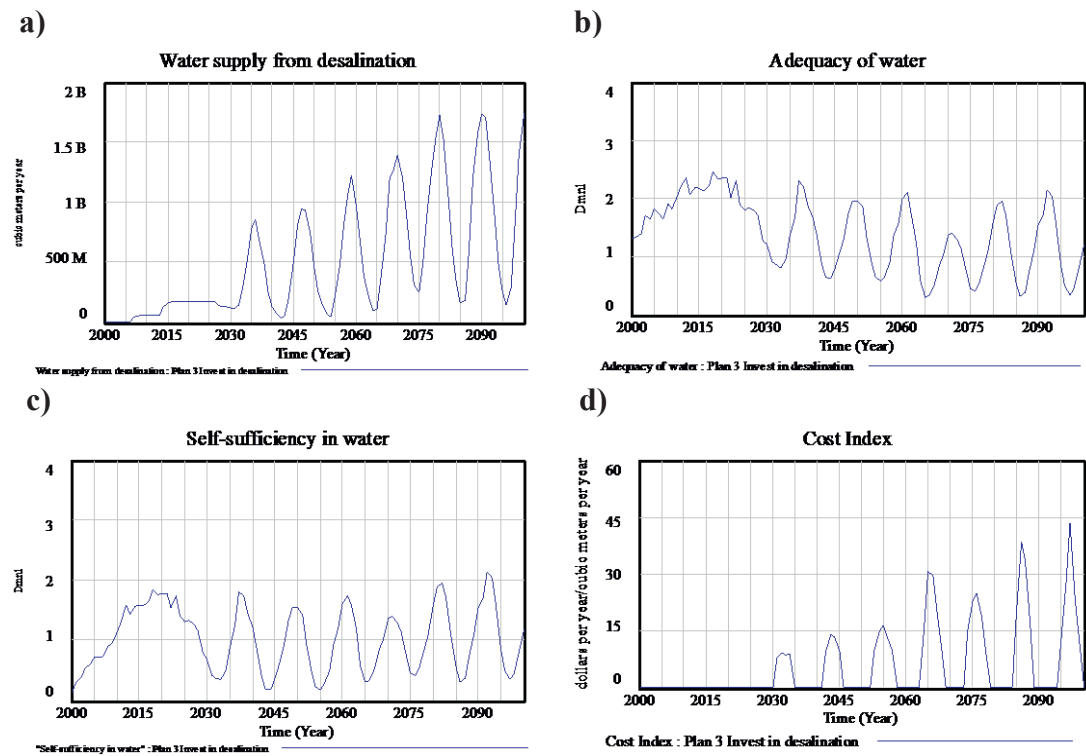 a)
Water supply from desalination
2 B
1.5 B
1 B
500 M
0
cubic meters per year
2000 2015 2030 2045 2060 2075 2090
Time (Year)
Water supply from desalination : Plan 3 Invest in desalination
b)
Adequacy of water
4
3
2
1
0
Dmnl
2000 2015 2030 2045 2060 2075 2090
Time (Year)
Adequacy of water : Plan 3 Invest in desalination
c)
Self-sufficiency in water
4
3
2
1
0
Dmnl
2000 2015 2030 2045 2060 2075 2090
Time (Year)
"Self-sufficiency in water" : Plan 3 Invest in desalination
d)
Cost Index
60
45
30
15
0
dollars per year/cubic meters per year
2000 2015 2030 2045 2060 2075 2090
Time (Year)
Cost Index : Plan 3 Invest in desalination